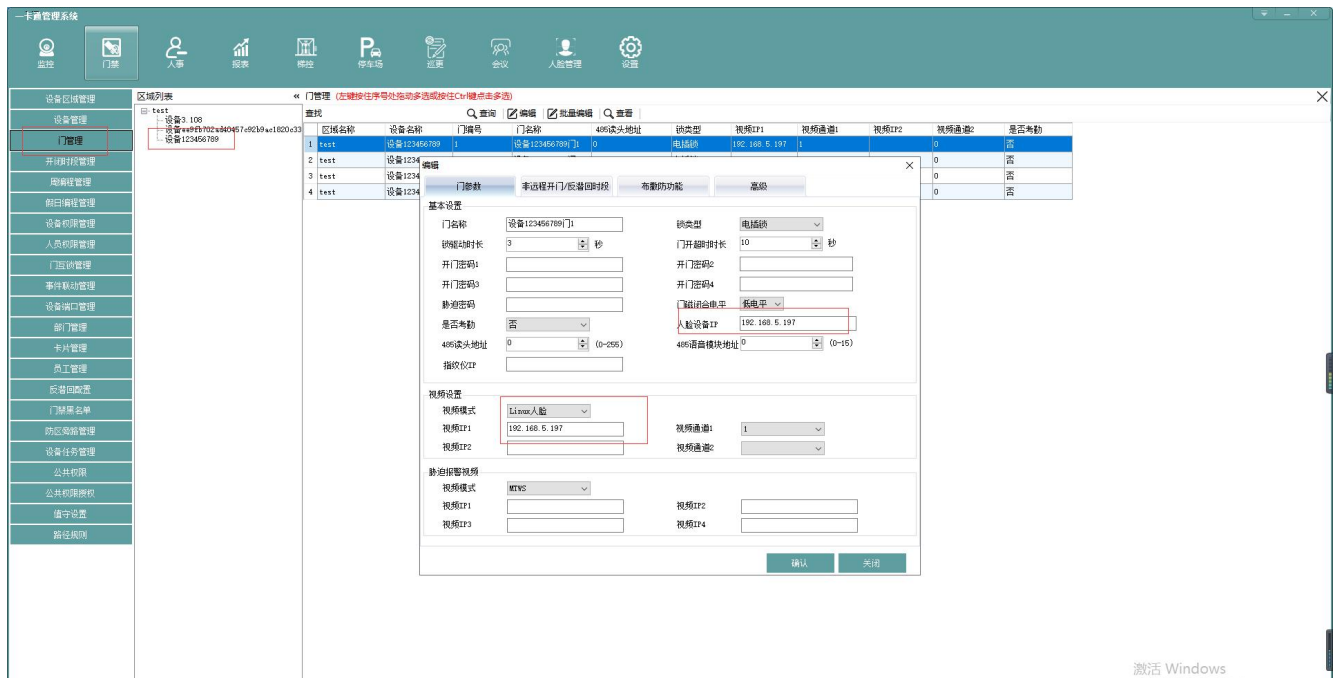 一卡通管理系统
监控 门禁 人事 报表 梯控 停车场 巡更 会议 人脸管理 设置
设备区域管理
设备管理
门管理
开闭时段管理
周编程管理
假日编程管理
设备权限管理
人员权限管理
门互锁管理
事件联动管理
设备端口管理
部门管理
卡片管理
员工管理
反潜回配置
门禁黑名单
防区旁路管理
设备任务管理
公共权限
公共权限授权
值守设置
路径规则
区域列表 «
test
设备3.108
设备123456789
门管理 (左键按住序号处拖动多选或按住Ctrl键点击多选)
查找 查询 编辑 批量编辑 查看
区域名称 设备名称 门编号 门名称 485读头地址 锁类型 视频IP1 视频通道1 视频IP2 视频通道2 是否考勤
1 test 设备123456789 1 设备123456789门1 0 电插锁 192.168.5.197 1 0 否
2 test 设备1234 0 否
3 test 设备1234 0 否
4 test 设备1234 0 否
编辑
门参数 非远程开门/反潜回时段 布撤防功能 高级
基本设置
门名称 设备123456789门1 锁类型 电插锁
锁驱动时长 3 秒 门开超时时长 10 秒
开门密码1 开门密码2
开门密码3 开门密码4
胁迫密码 门磁闭合电平 低电平
是否考勤 否 人脸设备IP 192.168.5.197
485读头地址 0 (0-255) 485语音模块地址 0 (0-15)
指纹仪IP
视频设置
视频模式 Linux人脸
视频IP1 192.168.5.197 视频通道1 1
视频IP2 视频通道2
胁迫报警视频
视频模式 MTWS
视频IP1 视频IP2
视频IP3 视频IP4
确认 关闭
激活 Windows